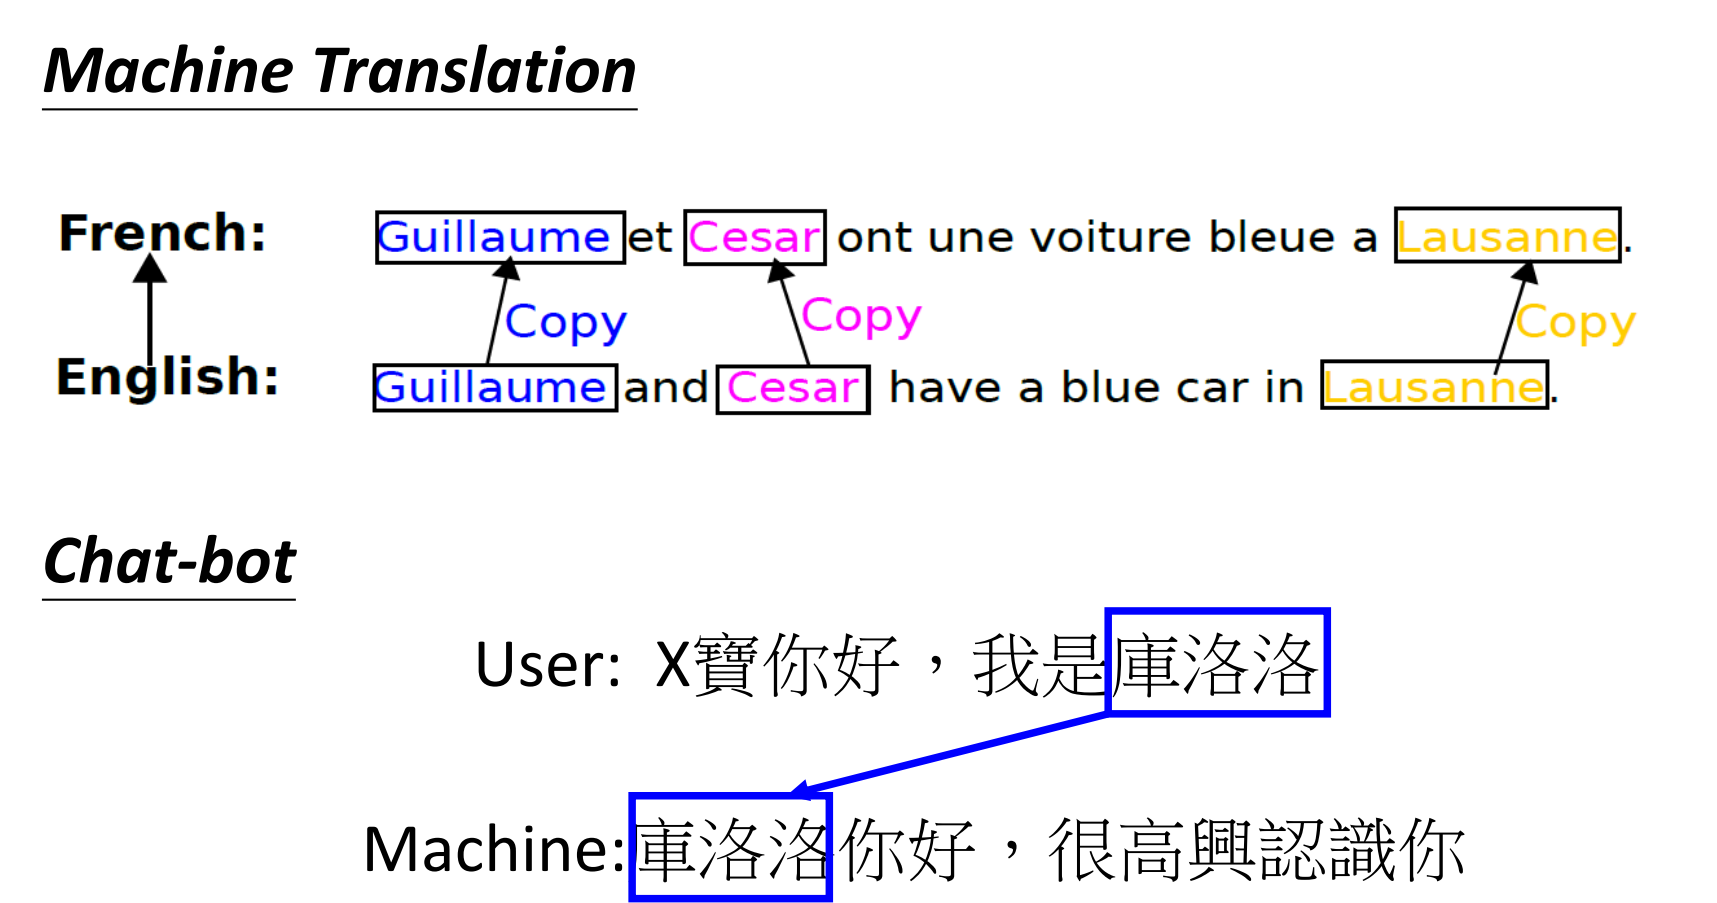 Machine Translation
French: Guillaume et Cesar ont une voiture bleue a Lausanne.
Copy Copy Copy
English: Guillaume and Cesar have a blue car in Lausanne.
Chat-bot
User: X寶你好，我是庫洛洛
Machine:庫洛洛你好，很高興認識你